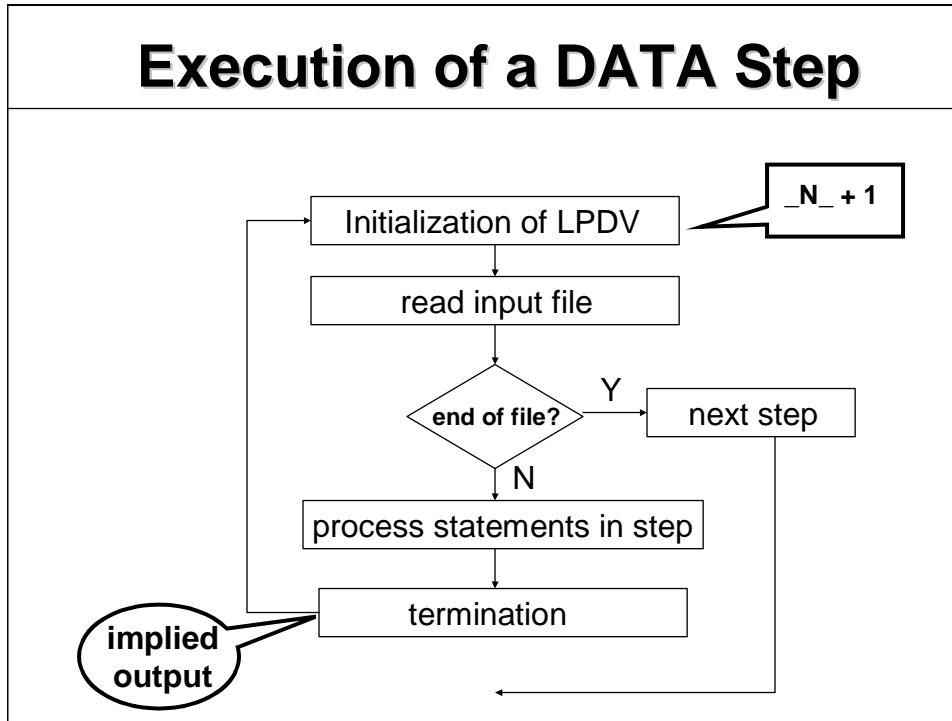 Execution of a DATA Step
_N_ + 1
Initialization of LPDV
read input file
end of file?
Y
next step
N
process statements in step
termination
implied
output